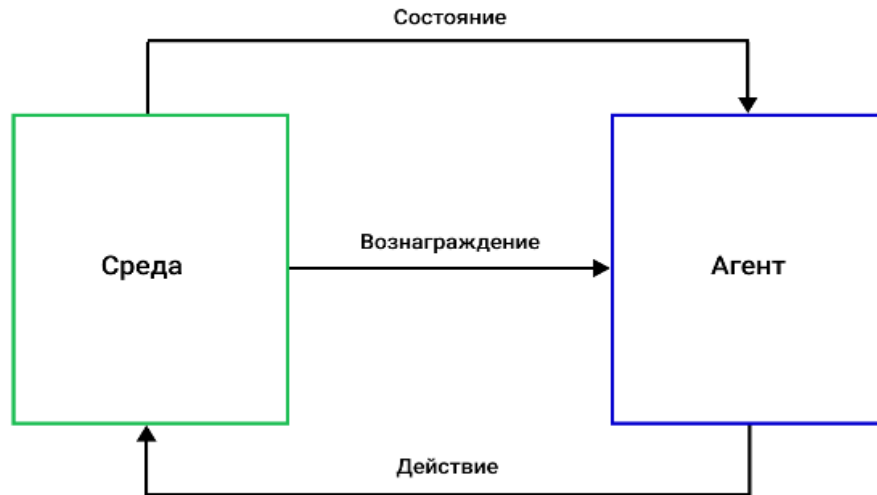 Состояние
Вознаграждение
Среда
Агент
Действие